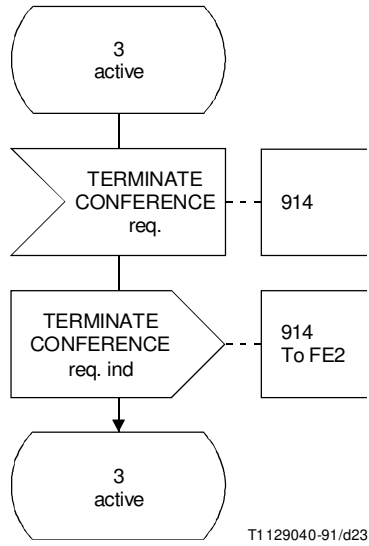 3
active
TERMINATE
CONFERENCE
req.
914
TERMINATE
CONFERENCE
req. ind
914
To FE2
3
active
T1129040-91/d23